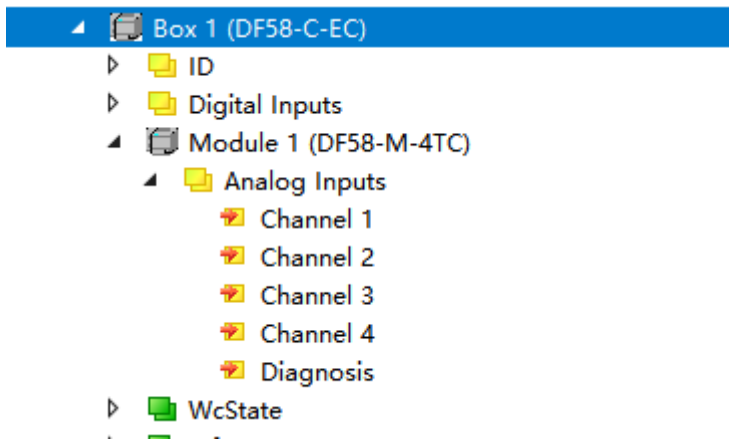 Box 1 (DF58-C-EC)
ID
Digital Inputs
Module 1 (DF58-M-4TC)
Analog Inputs
Channel 1
Channel 2
Channel 3
Channel 4
Diagnosis
WcState